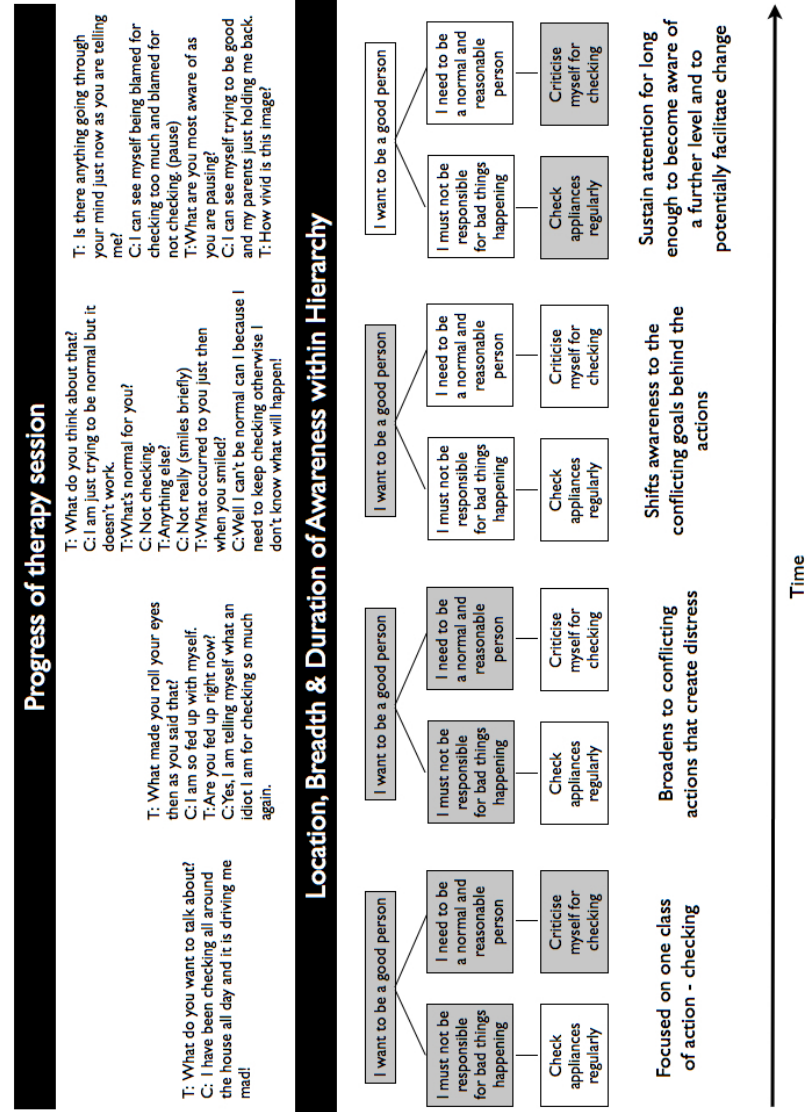 Progress of therapy session
T: What do you want to talk about?
C: I have been checking all around
the house all day and it is driving me
mad!
T: What made you roll your eyes
then as you said that?
C: I am so fed up with myself.
T: Are you fed up right now?
C: Yes, I am telling myself what an
idiot I am for checking so much
again.
T: What do you think about that?
C: I am just trying to be normal but it
doesn't work.
T: What's normal for you?
C: Not checking.
T: Anything else?
C: Not really (smiles briefly)
T: What occurred to you just then
when you smiled?
C: Well I can't be normal can I because I
need to keep checking otherwise I
don't know what will happen!
T: Is there anything going through
your mind just now as you are telling
me?
C: I can see myself being blamed for
checking too much and blamed for
not checking. (pause)
T: What are you most aware of as
you are pausing?
C: I can see myself trying to be good
and my parents just holding me back.
T: How vivid is this image?
Location, Breadth & Duration of Awareness within Hierarchy
I want to be a good person
I must not be
responsible
for bad things
happening
I need to be
a normal and
reasonable
person
Check
appliances
regularly
Criticise
myself for
checking
Focused on one class
of action - checking
I want to be a good person
I must not be
responsible
for bad things
happening
I need to be
a normal and
reasonable
person
Check
appliances
regularly
Criticise
myself for
checking
Broadens to conflicting
actions that create distress
I want to be a good person
I must not be
responsible
for bad things
happening
I need to be
a normal and
reasonable
person
Check
appliances
regularly
Criticise
myself for
checking
Shifts awareness to the
conflicting goals behind the
actions
I want to be a good person
I must not be
responsible
for bad things
happening
I need to be
a normal and
reasonable
person
Check
appliances
regularly
Criticise
myself for
checking
Sustain attention for long
enough to become aware of
a further level and to
potentially facilitate change
Time